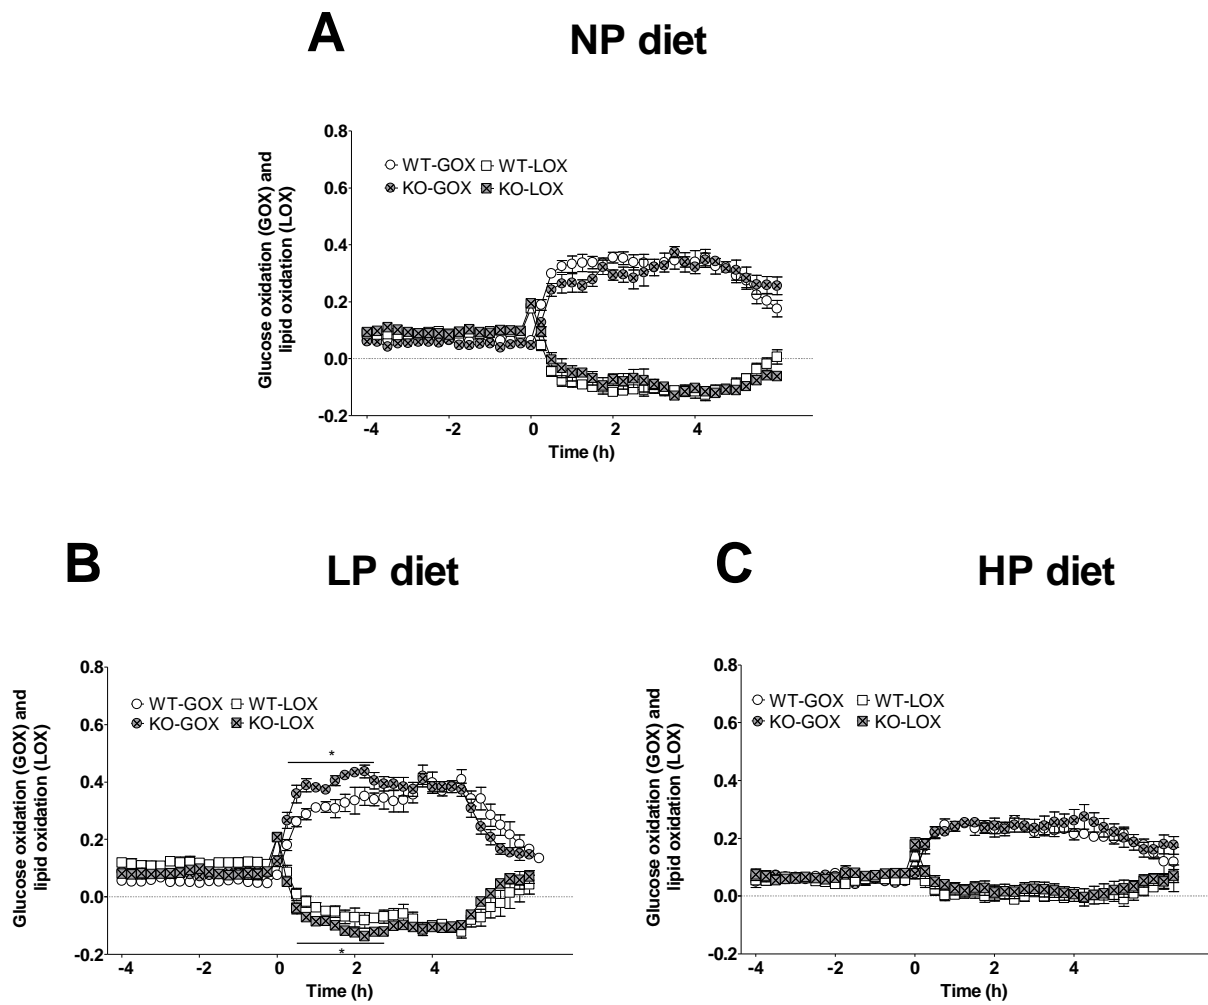 A
NP diet
0.8
0.6
0.4
0.2
0.0
-0.2
Glucose oxidation (GOX) and
lipid oxidation (LOX)
WT-GOX WT-LOX
KO-GOX KO-LOX
-4 -2 0 2 4
Time (h)
B
LP diet
0.8
0.6
0.4
0.2
0.0
-0.2
Glucose oxidation (GOX) and
lipid oxidation (LOX)
WT-GOX WT-LOX
KO-GOX KO-LOX
*
*
-4 -2 0 2 4
Time (h)
C
HP diet
0.8
0.6
0.4
0.2
0.0
-0.2
Glucose oxidation (GOX) and
lipid oxidation (LOX)
WT-GOX WT-LOX
KO-GOX KO-LOX
-4 -2 0 2 4
Time (h)